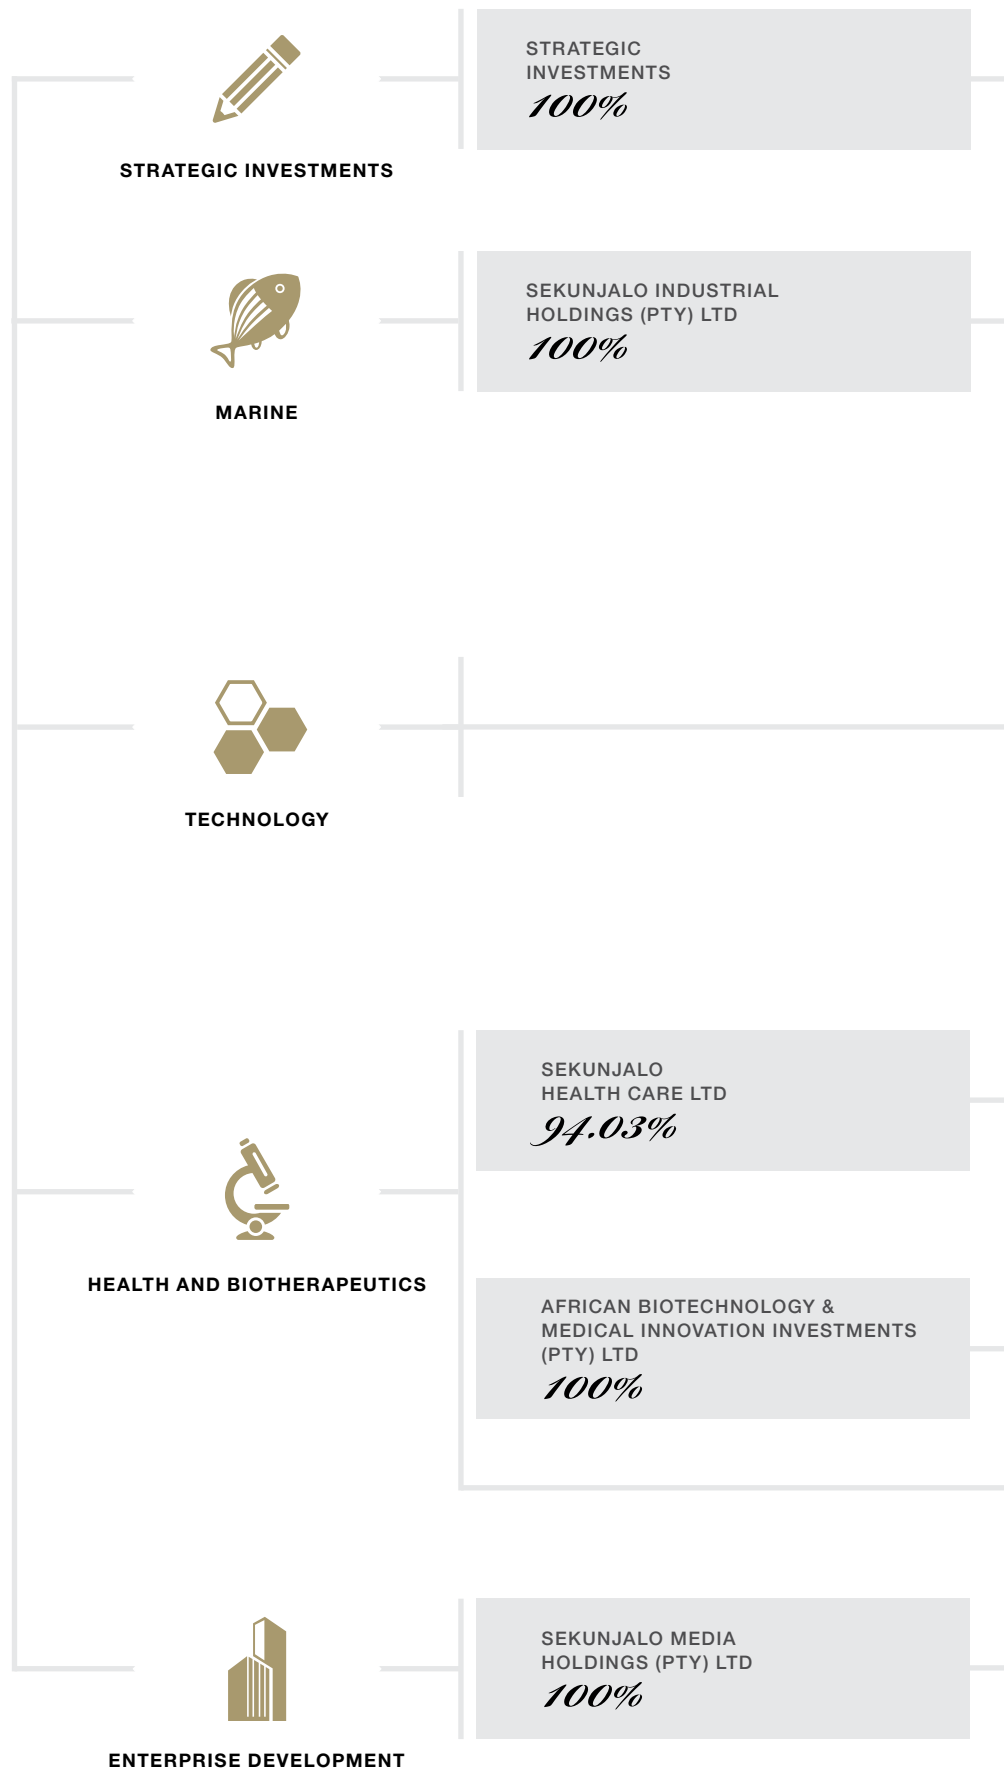 STRATEGIC INVESTMENTS
STRATEGIC
INVESTMENTS
100%
MARINE
SEKUNJALO INDUSTRIAL
HOLDINGS (PTY) LTD
100%
TECHNOLOGY
HEALTH AND BIOTHERAPEUTICS
SEKUNJALO
HEALTH CARE LTD
94.03%
AFRICAN BIOTECHNOLOGY &
MEDICAL INNOVATION INVESTMENTS
(PTY) LTD
100%
ENTERPRISE DEVELOPMENT
SEKUNJALO MEDIA
HOLDINGS (PTY) LTD
100%